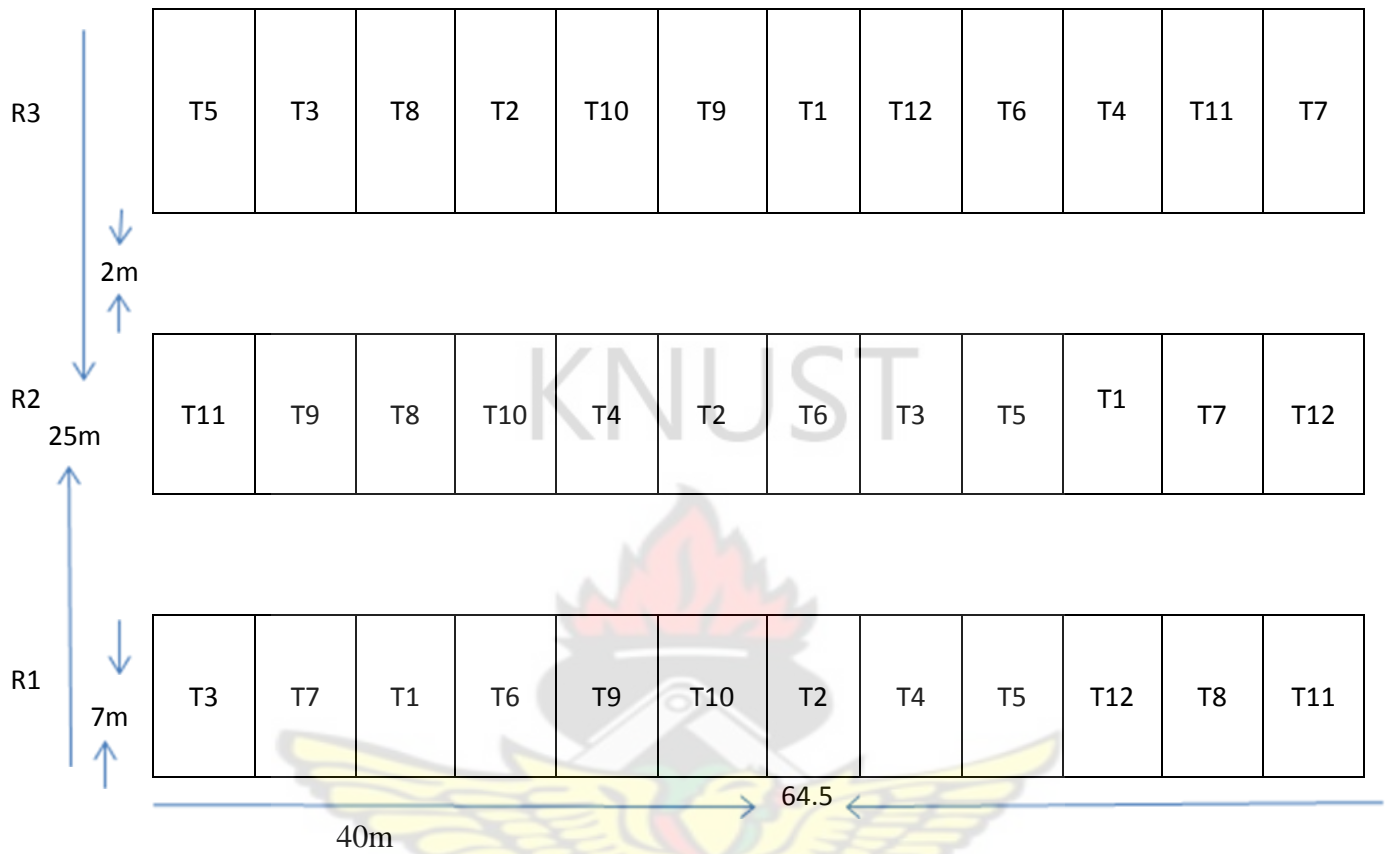 R3 T5 T3 T8 T2 T10 T9 T1 T12 T6 T4 T11 T7
2m
R2 T11 T9 T8 T10 T4 T2 T6 T3 T5 T1 T7 T12
25m
KNUST
R1 T3 T7 T1 T6 T9 T10 T2 T4 T5 T12 T8 T11
7m
64.5
40m